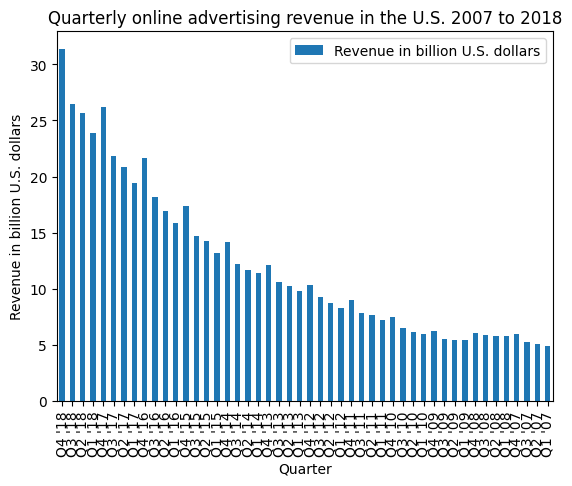 Quarterly online advertising revenue in the U.S. 2007 to 2018
Revenue in billion U.S. dollars
Revenue in billion U.S. dollars
30
25
20
15
10
5
0
Q4 '18
Q3 '18
Q2 '18
Q1 '18
Q4 '17
Q3 '17
Q2 '17
Q1 '17
Q4 '16
Q3 '16
Q2 '16
Q1 '16
Q4 '15
Q3 '15
Q2 '15
Q1 '15
Q4 '14
Q3 '14
Q2 '14
Q1 '14
Q4 '13
Q3 '13
Q2 '13
Q1 '13
Q4 '12
Q3 '12
Q2 '12
Q1 '12
Q4 '11
Q3 '11
Q2 '11
Q1 '11
Q4 '10
Q3 '10
Q2 '10
Q1 '10
Q4 '09
Q3 '09
Q2 '09
Q1 '09
Q4 '08
Q3 '08
Q2 '08
Q1 '08
Q4 '07
Q3 '07
Q2 '07
Q1 '07
Quarter